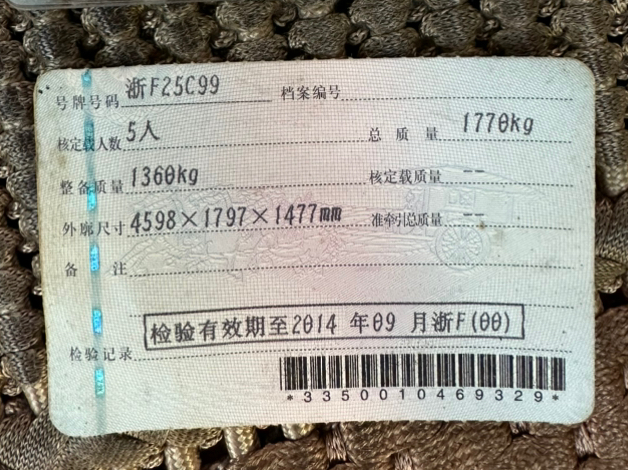 号牌号码 浙F25C99 档案编号
核定载人数 5人 总质量 1770kg
整备质量 1360kg 核定载质量 --
外廓尺寸 4598×1797×1477mm 准牵引总质量 --
备注
检验有效期至2014年09月浙F(00)
检验记录
*3350010469329*